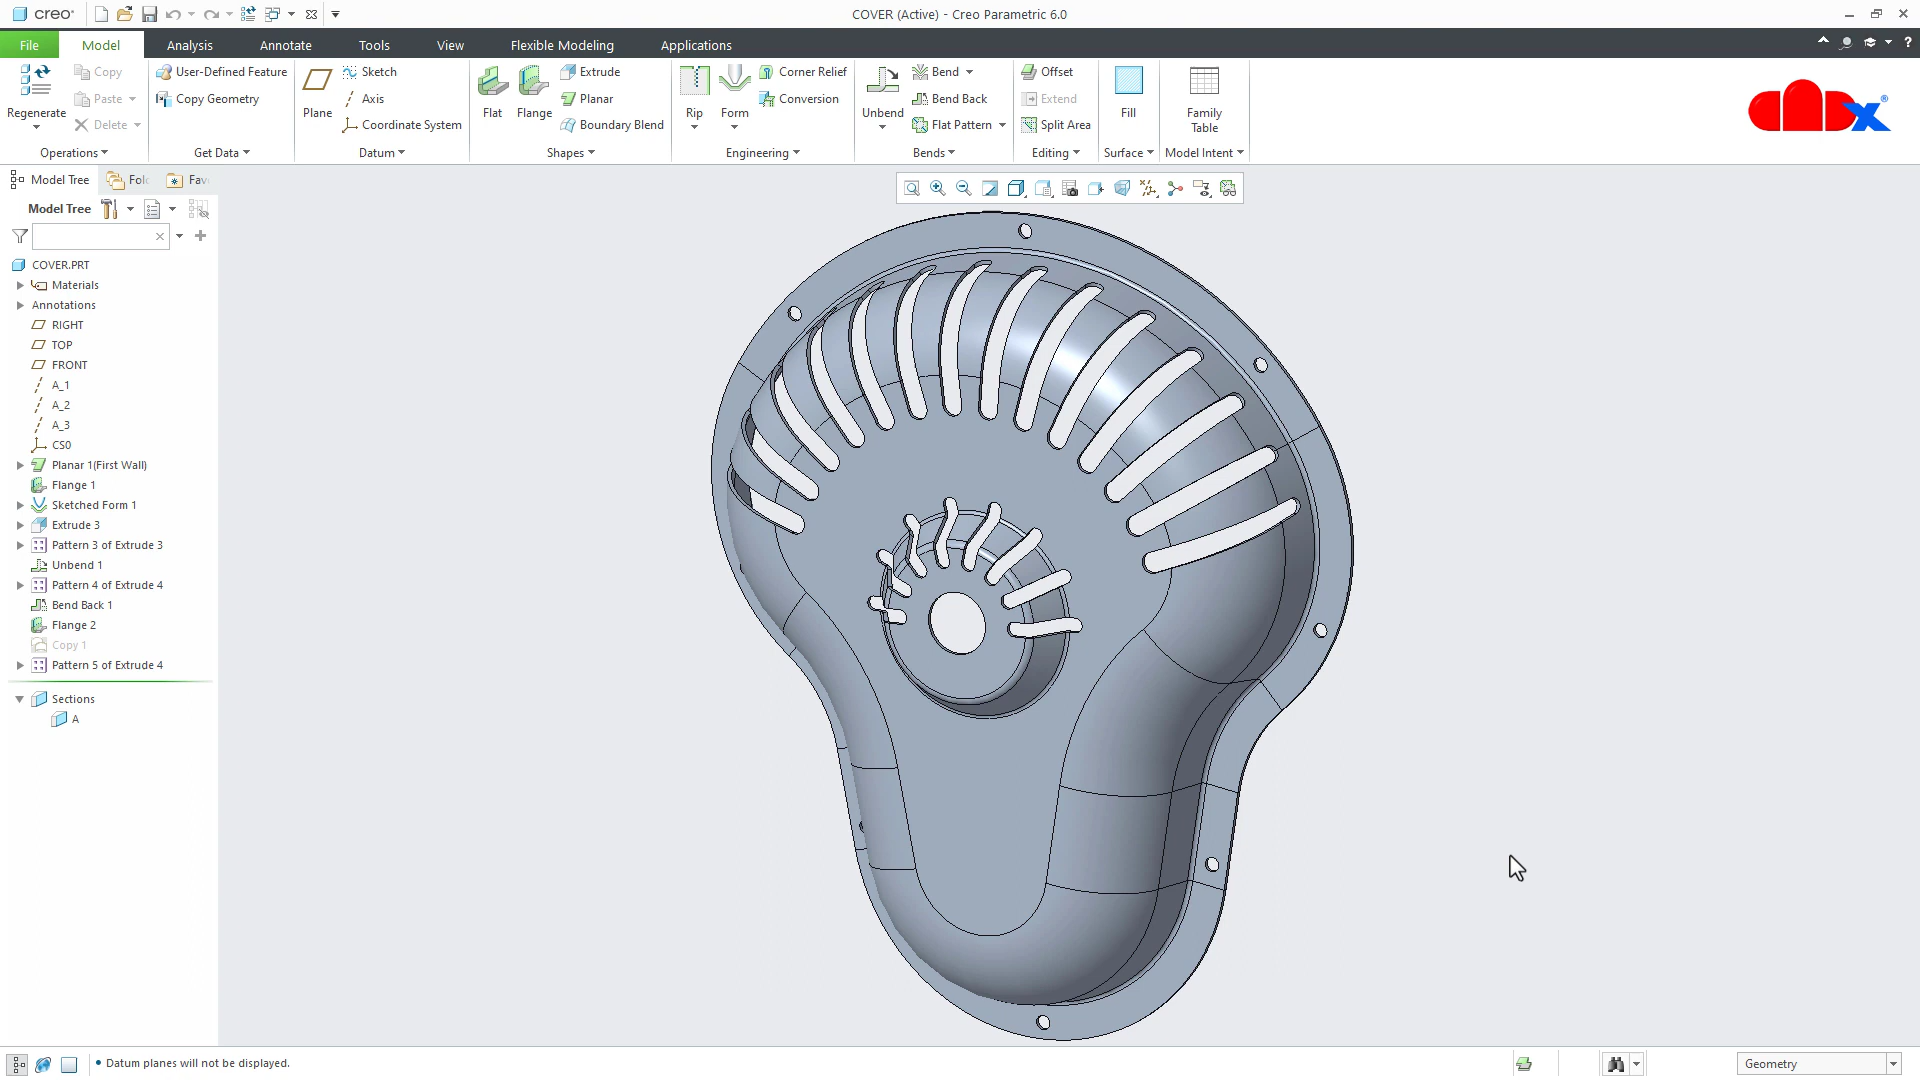 creo
COVER (Active) - Creo Parametric 6.0
File
Model
Analysis
Annotate
Tools
View
Flexible Modeling
Applications
Regenerate
Copy
Paste
Delete
Operations
User-Defined Feature
Copy Geometry
Get Data
Plane
Sketch
Axis
Coordinate System
Datum
Flat
Flange
Extrude
Planar
Boundary Blend
Shapes
Rip
Form
Corner Relief
Conversion
Engineering
Unbend
Bend
Bend Back
Flat Pattern
Bends
Offset
Extend
Split Area
Editing
Fill
Surface
Family
Table
Model Intent
Model Tree
Fol
Fav
Model Tree
COVER.PRT
Materials
Annotations
RIGHT
TOP
FRONT
A_1
A_2
A_3
CS0
Planar 1(First Wall)
Flange 1
Sketched Form 1
Extrude 3
Pattern 3 of Extrude 3
Unbend 1
Pattern 4 of Extrude 4
Bend Back 1
Flange 2
Copy 1
Pattern 5 of Extrude 4
Sections
A
• Datum planes will not be displayed.
Geometry